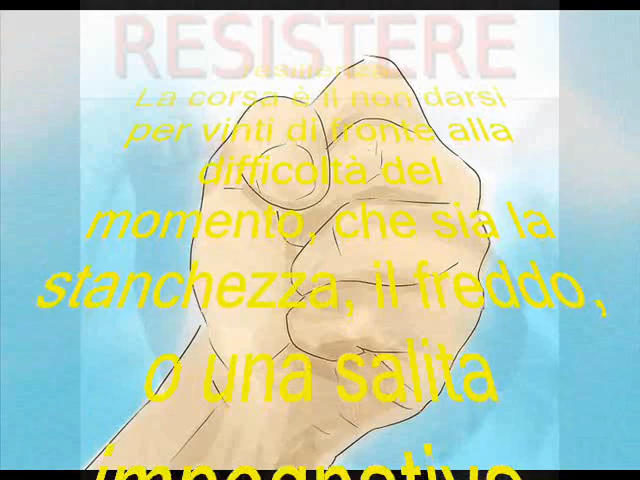 RESISTERE
La corsa è il non darsi
per vinti di fronte alla
difficoltà del
momento, che sia la
stanchezza, il freddo,
o una salita